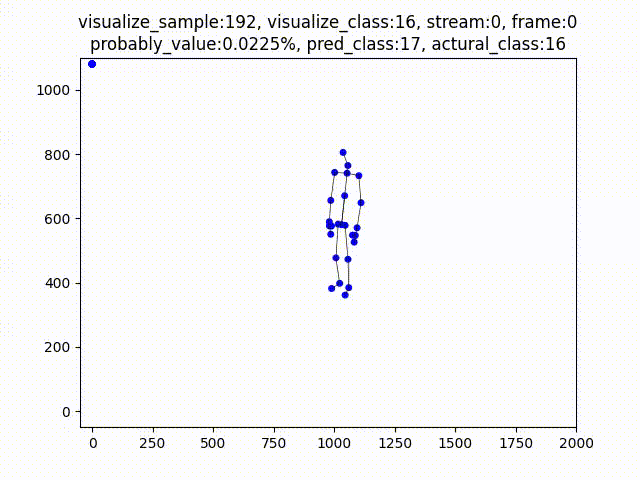 visualize_sample:192, visualize_class:16, stream:0, frame:0
probably_value:0.0225%, pred_class:17, actural_class:16
1000
800
600
400
200
0
0 250 500 750 1000 1250 1500 1750 2000